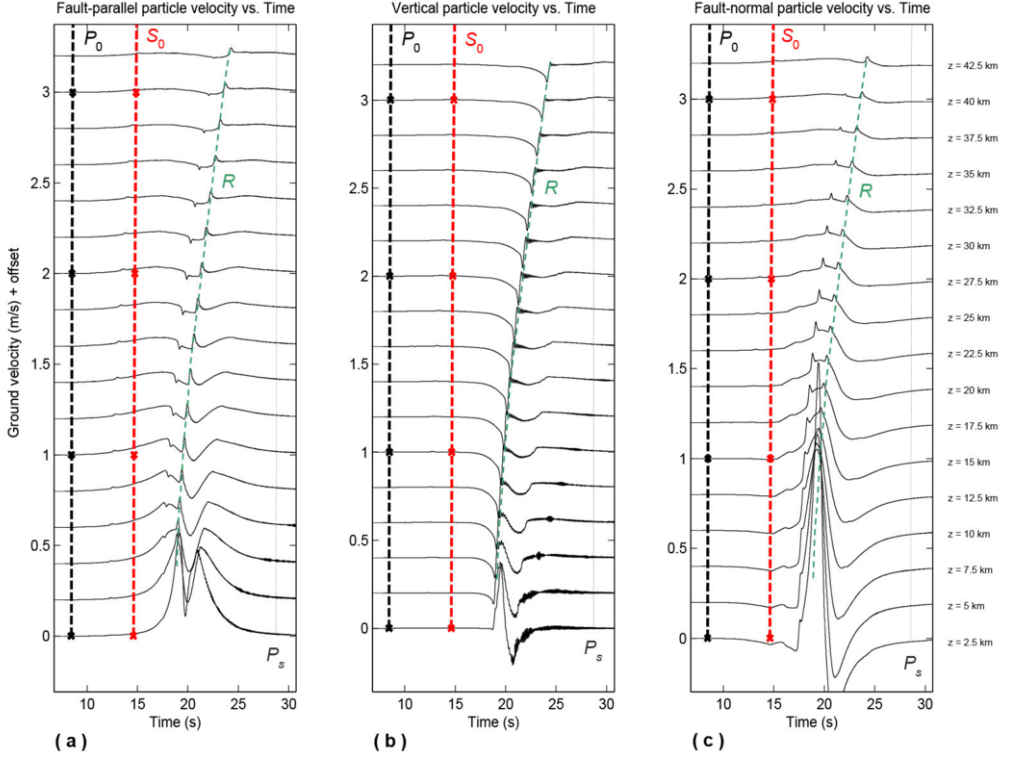 Fault-parallel particle velocity vs. Time
Vertical particle velocity vs. Time
Fault-normal particle velocity vs. Time
P0
S0
P0
S0
P0
S0
R
R
R
Ps
Ps
Ground velocity (m/s) + offset
3
2.5
2
1.5
1
0.5
0
3
2.5
2
1.5
1
0.5
0
3
2.5
2
1.5
1
0.5
0
z = 42.5 km
z = 40 km
z = 37.5 km
z = 35 km
z = 32.5 km
z = 30 km
z = 27.5 km
z = 25 km
z = 22.5 km
z = 20 km
z = 17.5 km
z = 15 km
z = 12.5 km
z = 10 km
z = 7.5 km
z = 5 km
z = 2.5 km
10 15 20 25 30
10 15 20 25 30
10 15 20 25 30
Time (s)
Time (s)
Time (s)
( a )
( b )
( c )